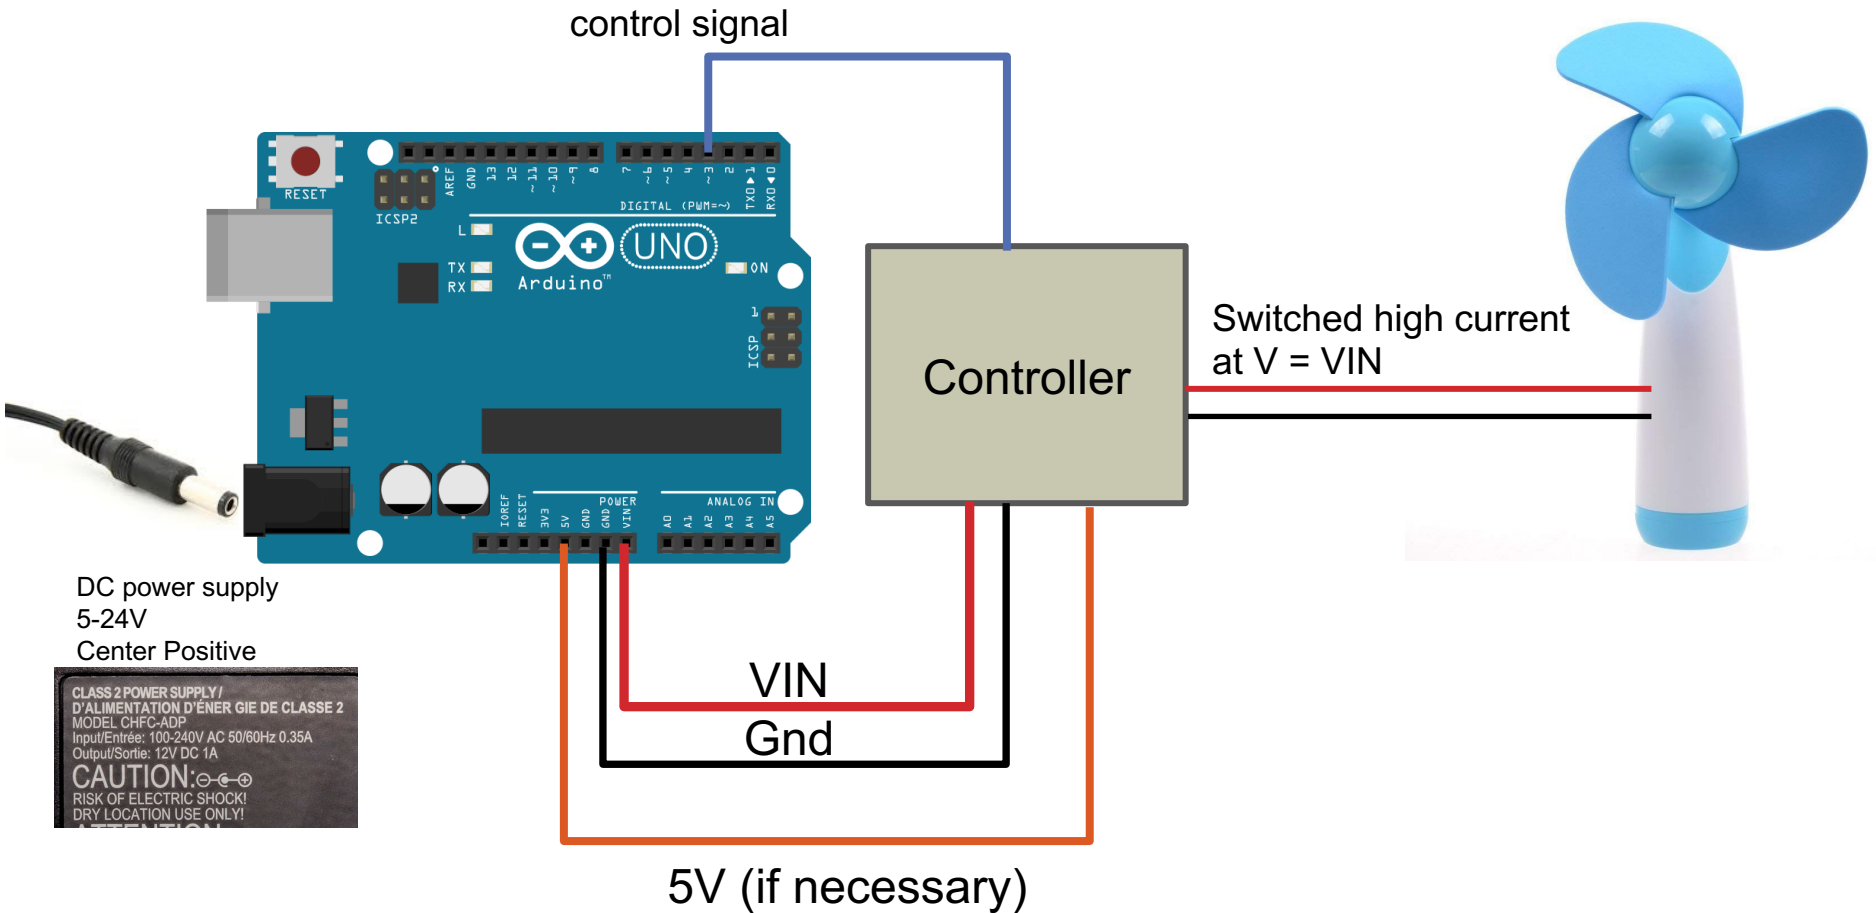 control signal
RESET
ICSP2
AREF
GND
13
12
~11
~10
~9
8
7
~6
~5
4
~3
2
TX0▶1
RX0◀0
DIGITAL (PWM=~)
L
TX
RX
UNO
Arduino™
ON
1
ICSP
Controller
Switched high current
at V = VIN
IOREF
RESET
3V3
5V
GND
GND
VIN
POWER
ANALOG IN
A0
A1
A2
A3
A4
A5
DC power supply
5-24V
Center Positive
CLASS 2 POWER SUPPLY /
D'ALIMENTATION D'ÉNER GIE DE CLASSE 2
MODEL CHFC-ADP
Input/Entrée: 100-240V AC 50/60Hz 0.35A
Output/Sortie: 12V DC 1A
CAUTION:
RISK OF ELECTRIC SHOCK!
DRY LOCATION USE ONLY!
ATTENTION
VIN
Gnd
5V (if necessary)